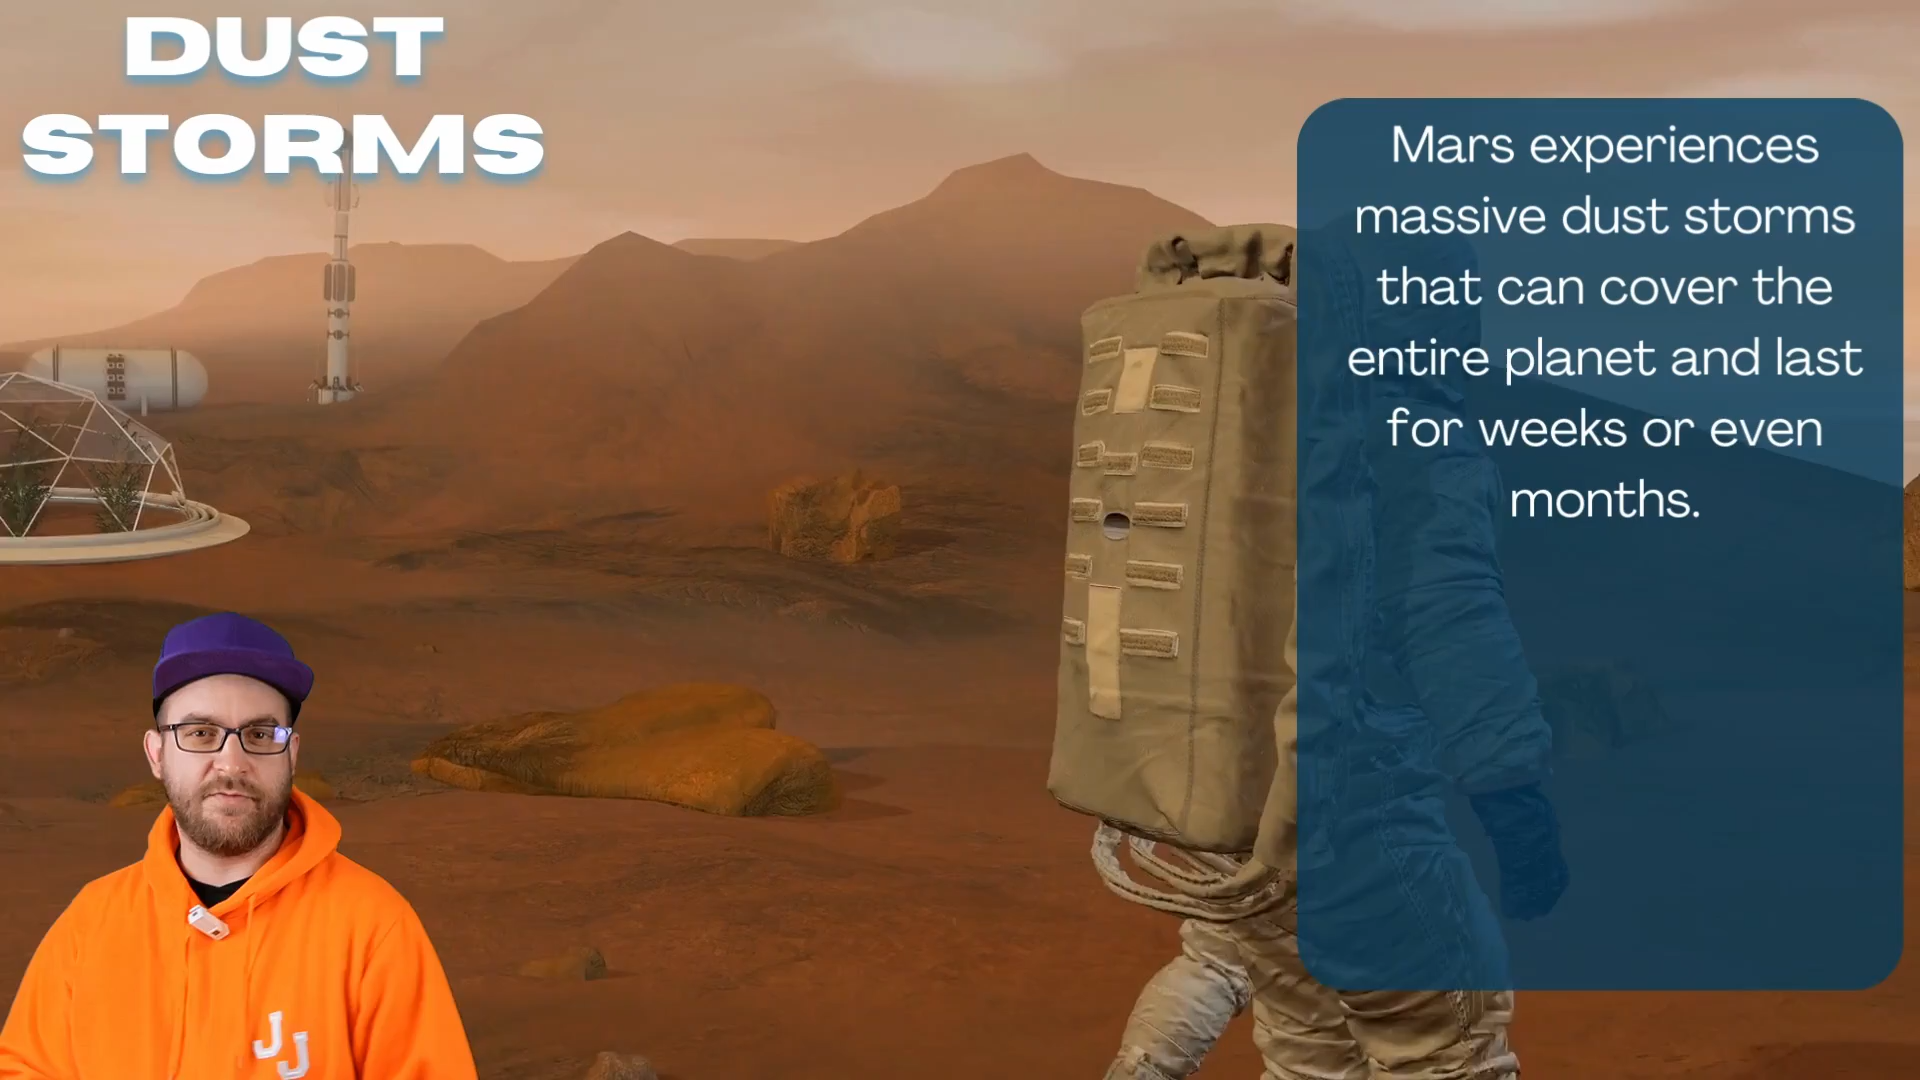 DUST
STORMS
Mars experiences
massive dust storms
that can cover the
entire planet and last
for weeks or even
months.
JJ